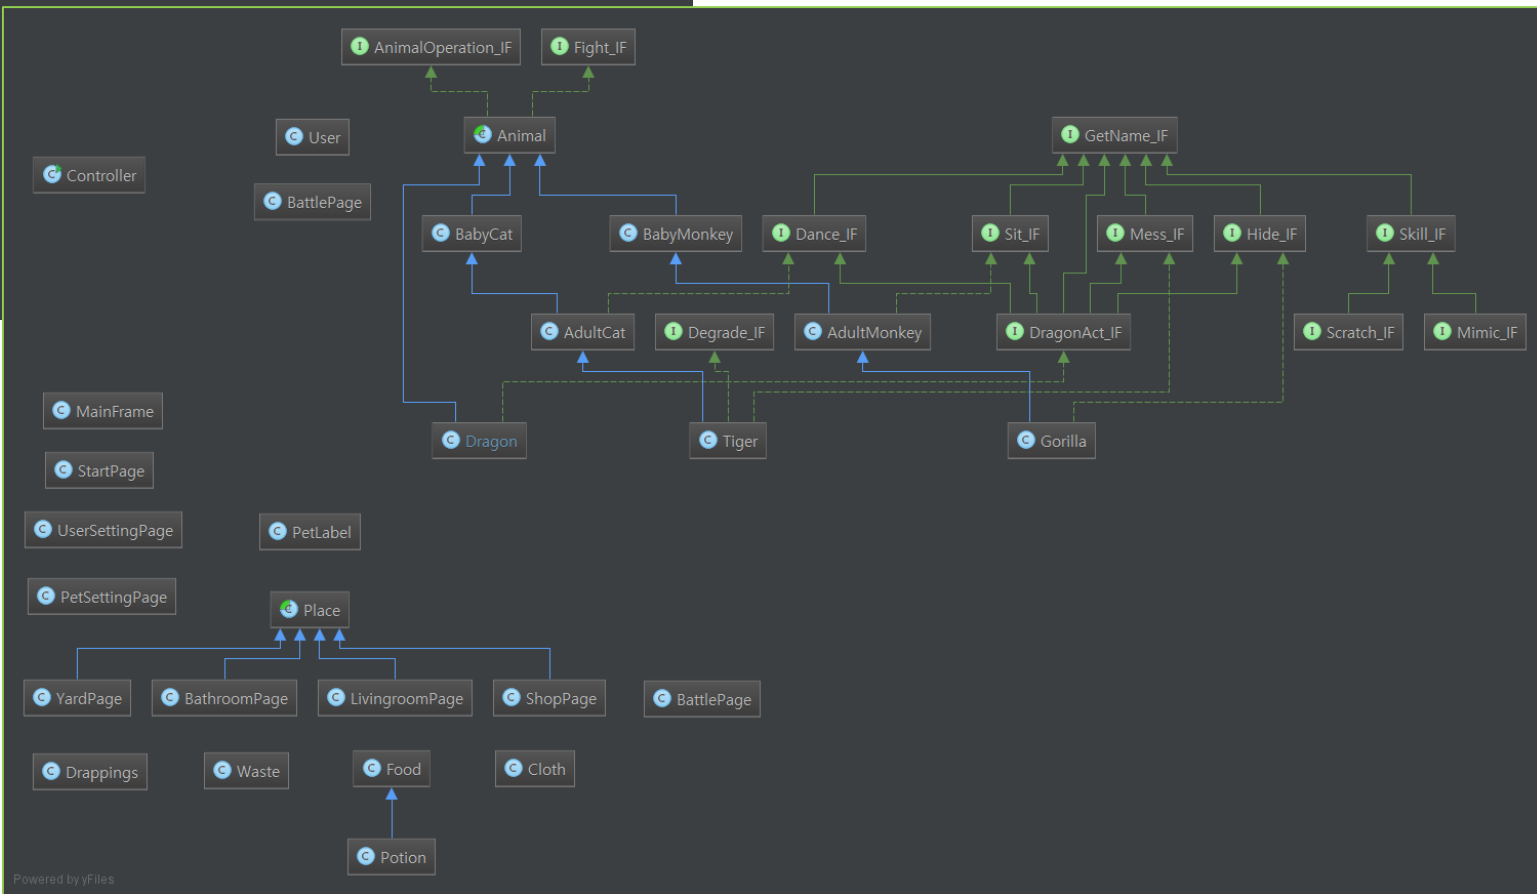 AnimalOperation_IF
Fight_IF
User
Animal
GetName_IF
Controller
BattlePage
BabyCat
BabyMonkey
Dance_IF
Sit_IF
Mess_IF
Hide_IF
Skill_IF
AdultCat
Degrade_IF
AdultMonkey
DragonAct_IF
Scratch_IF
Mimic_IF
MainFrame
Dragon
Tiger
Gorilla
StartPage
UserSettingPage
PetLabel
PetSettingPage
Place
YardPage
BathroomPage
LivingroomPage
ShopPage
BattlePage
Drappings
Waste
Food
Cloth
Potion
Powered by yFiles